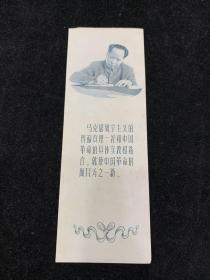 马克思列宁主义的
普遍真理一经和中国
革命的具体实践相结
合，就使中国革命的
面目为之一新。